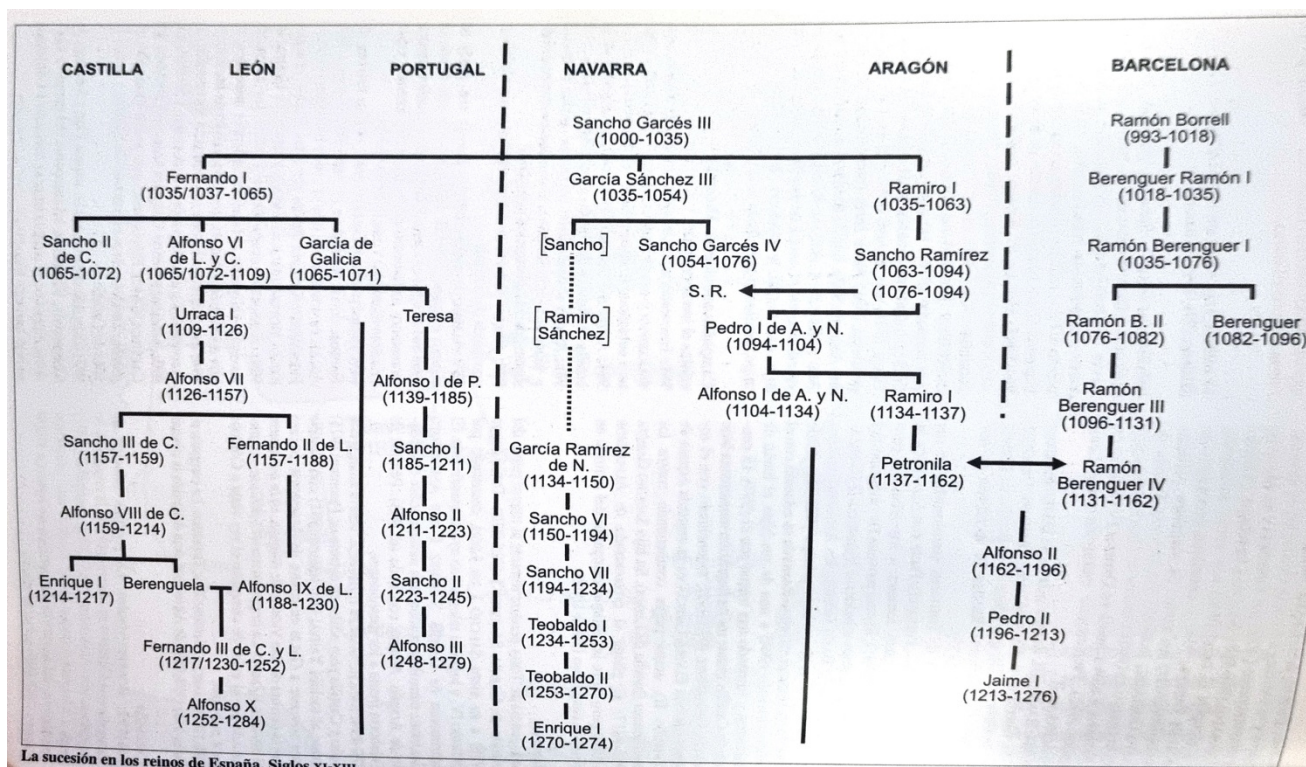 CASTILLA LEÓN PORTUGAL NAVARRA ARAGÓN BARCELONA
Sancho Garcés III
(1000-1035)
Ramón Borrell
(993-1018)
Fernando I
(1035/1037-1065)
García Sánchez III
(1035-1054)
Ramiro I
(1035-1063)
Berenguer Ramón I
(1018-1035)
Sancho II
de C.
(1065-1072)
Alfonso VI
de L. y C.
(1065/1072-1109)
García de
Galicia
(1065-1071)
[Sancho]
Sancho Garcés IV
(1054-1076)
Sancho Ramírez
(1063-1094)
(1076-1094)
S. R.
Ramón Berenguer I
(1035-1076)
Urraca I
(1109-1126)
Teresa
[Ramiro
Sánchez]
Pedro I de A. y N.
(1094-1104)
Ramón B. II
(1076-1082)
Berenguer
(1082-1096)
Alfonso VII
(1126-1157)
Alfonso I de P.
(1139-1185)
Alfonso I de A. y N.
(1104-1134)
Ramiro I
(1134-1137)
Ramón
Berenguer III
(1096-1131)
Sancho III de C.
(1157-1159)
Fernando II de L.
(1157-1188)
Sancho I
(1185-1211)
García Ramírez
de N.
(1134-1150)
Petronila
(1137-1162)
Ramón
Berenguer IV
(1131-1162)
Alfonso VIII de C.
(1159-1214)
Alfonso II
(1211-1223)
Sancho VI
(1150-1194)
Alfonso II
(1162-1196)
Enrique I
(1214-1217)
Berenguela
Alfonso IX de L.
(1188-1230)
Sancho II
(1223-1245)
Sancho VII
(1194-1234)
Pedro II
(1196-1213)
Fernando III de C. y L.
(1217/1230-1252)
Alfonso III
(1248-1279)
Teobaldo I
(1234-1253)
Jaime I
(1213-1276)
Alfonso X
(1252-1284)
Teobaldo II
(1253-1270)
Enrique I
(1270-1274)
La sucesión en los reinos de España. Siglos XI-XIII